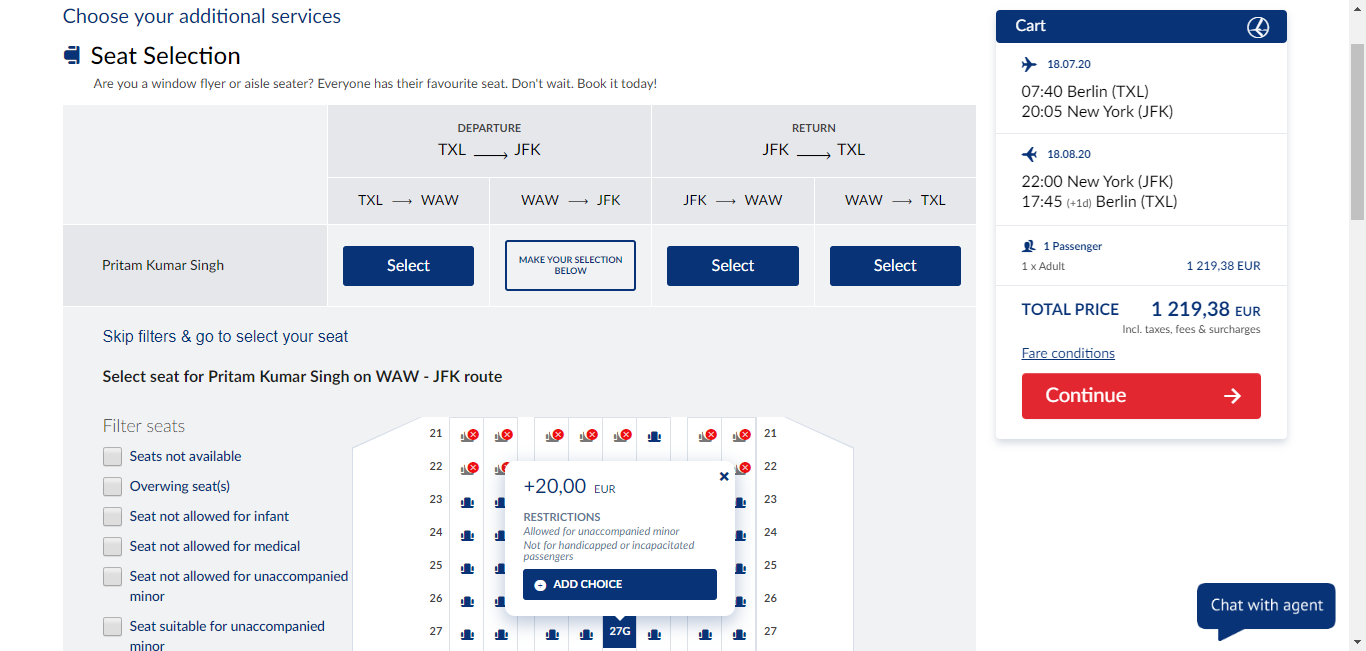 Choose your additional services
Seat Selection
Are you a window flyer or aisle seater? Everyone has their favourite seat. Don't wait. Book it today!
DEPARTURE
TXL → JFK
RETURN
JFK → TXL
TXL → WAW
WAW → JFK
JFK → WAW
WAW → TXL
Pritam Kumar Singh
Select
MAKE YOUR SELECTION
BELOW
Select
Select
Skip filters & go to select your seat
Select seat for Pritam Kumar Singh on WAW - JFK route
Filter seats
Seats not available
Overwing seat(s)
Seat not allowed for infant
Seat not allowed for medical
Seat not allowed for unaccompanied
minor
Seat suitable for unaccompanied
minor
21 21
22 22
23 23
24 24
25 25
26 26
27 27G 27
+20,00 EUR
RESTRICTIONS
Allowed for unaccompanied minor
Not for handicapped or incapacitated
passengers
ADD CHOICE
Cart
18.07.20
07:40 Berlin (TXL)
20:05 New York (JFK)
18.08.20
22:00 New York (JFK)
17:45 (+1d) Berlin (TXL)
1 Passenger
1 x Adult 1 219,38 EUR
TOTAL PRICE 1 219,38 EUR
Incl. taxes, fees & surcharges
Fare conditions
Continue
Chat with agent